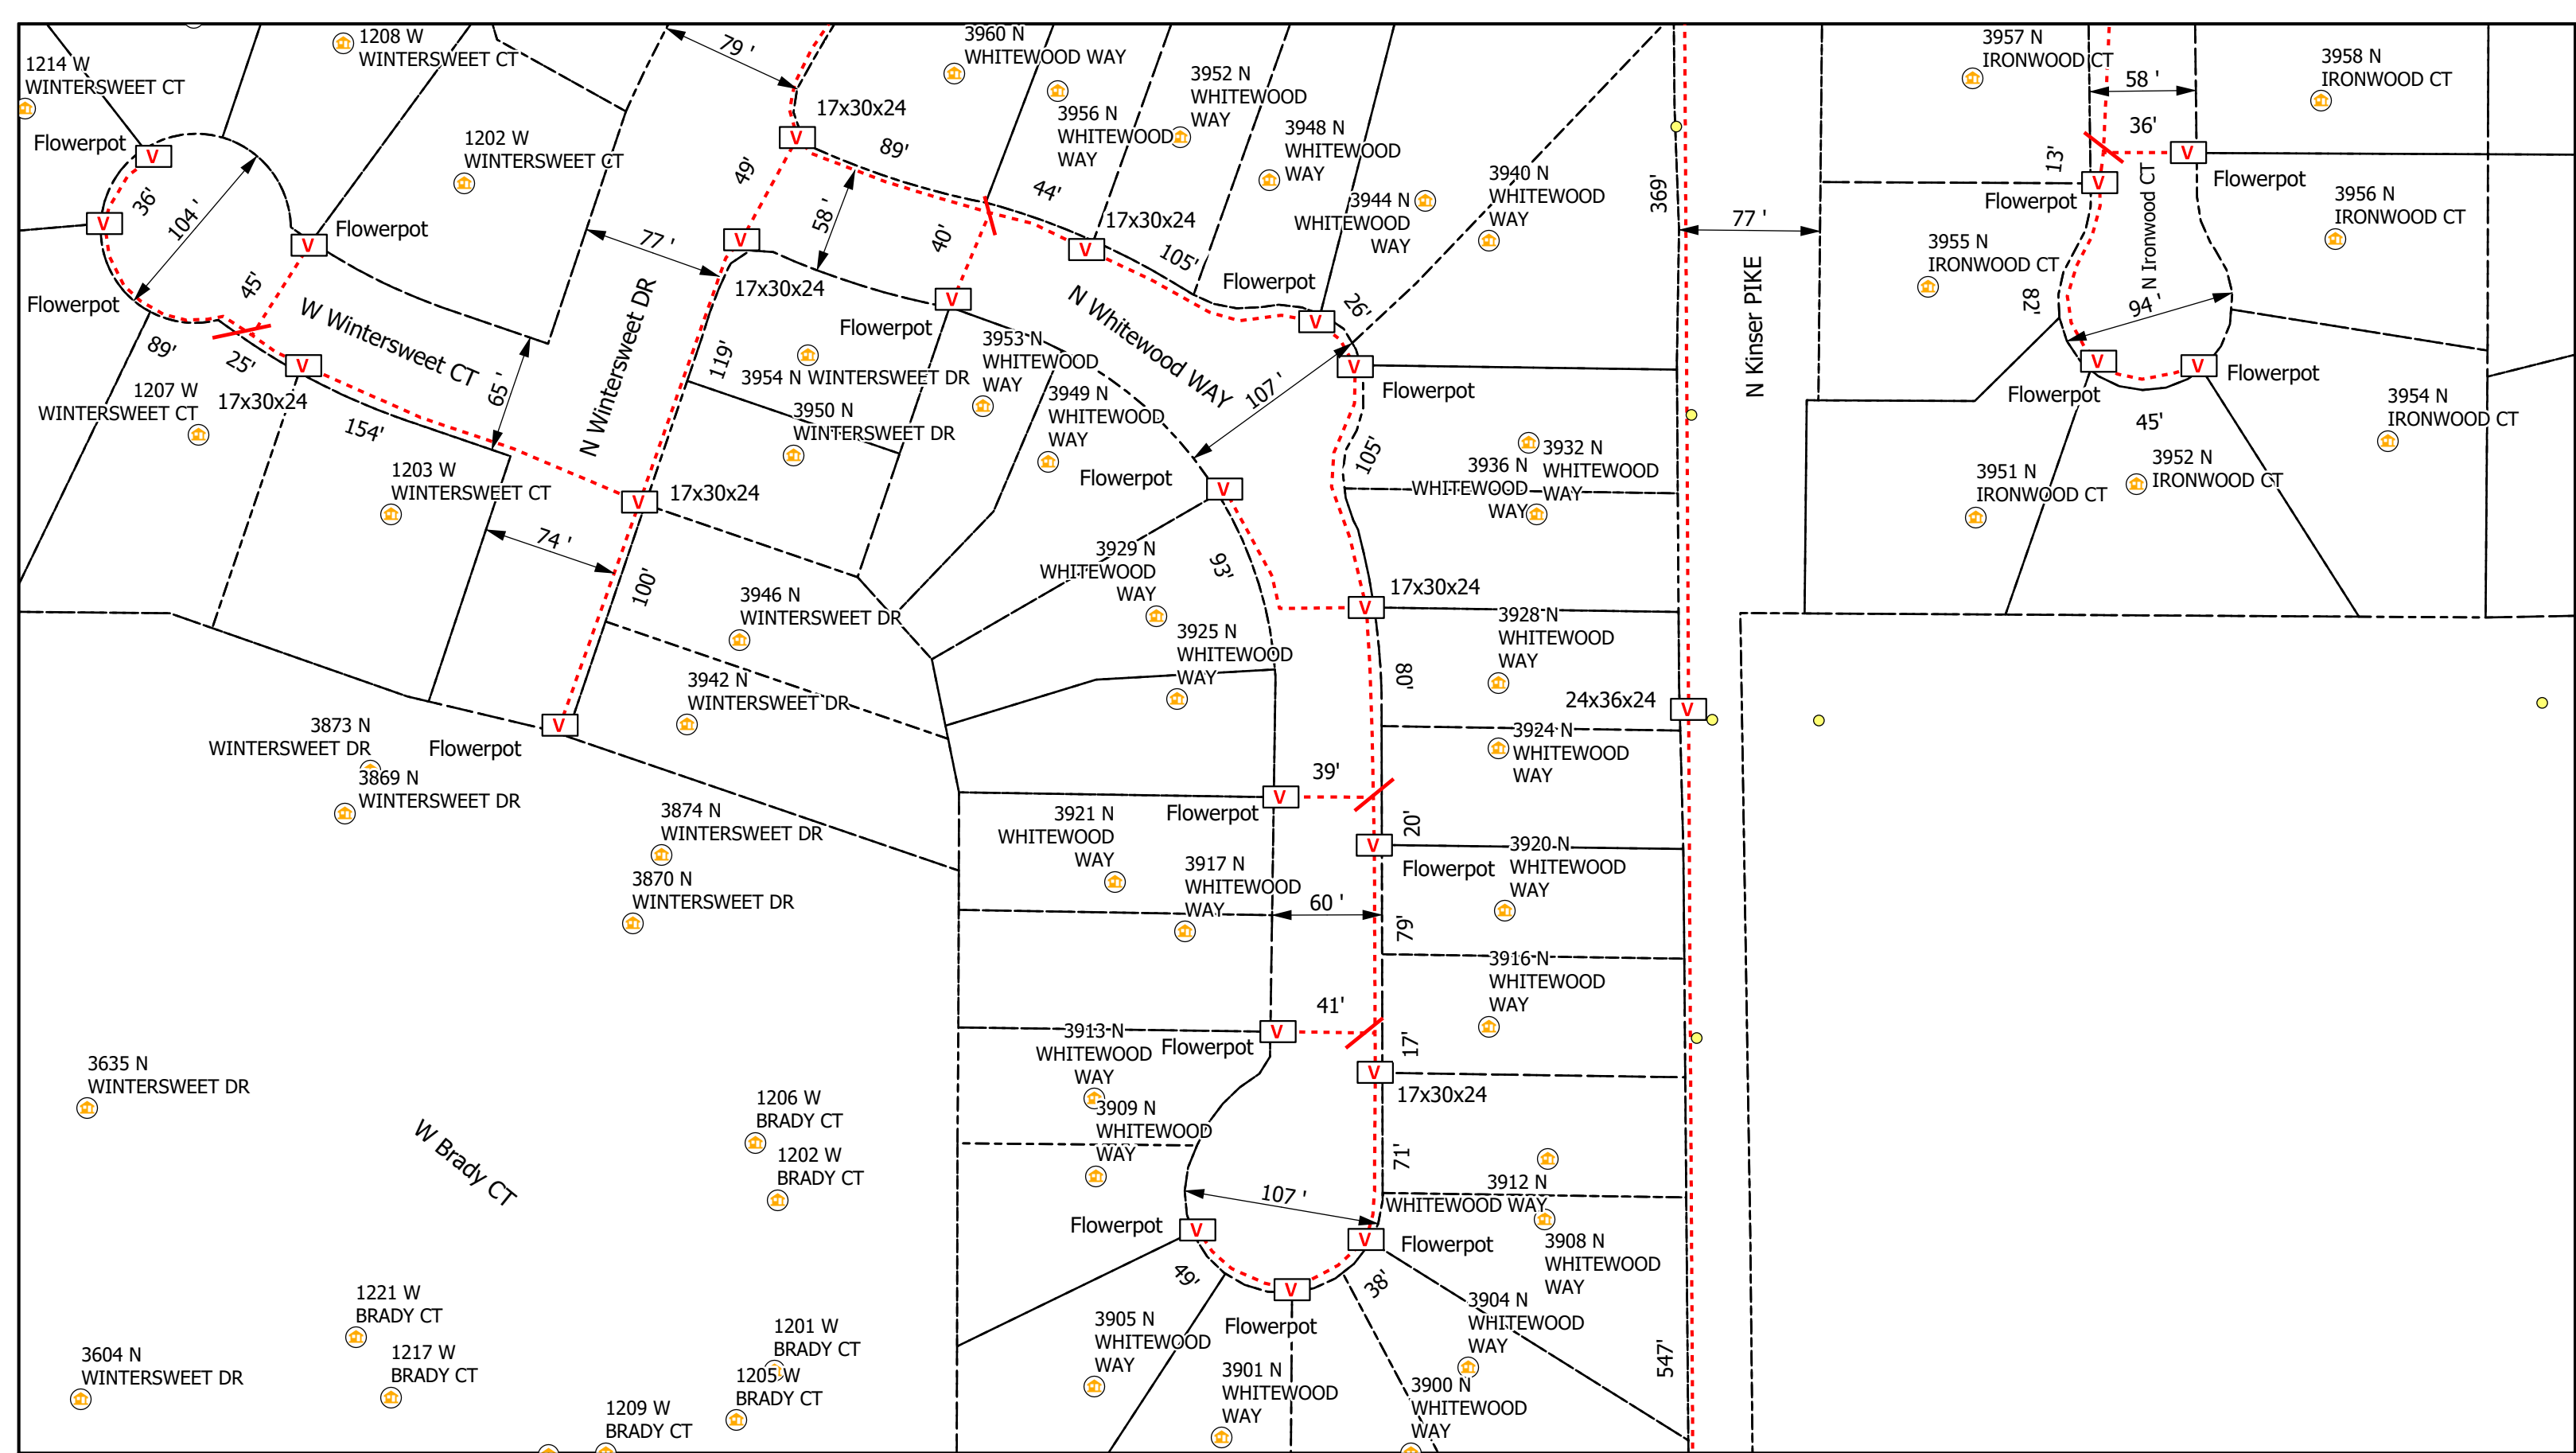 1214 W
WINTERSWEET CT
1208 W
WINTERSWEET CT
79 '
3960 N
WHITEWOOD WAY
3952 N
WHITEWOOD
WAY
3957 N
IRONWOOD CT
58 '
3958 N
IRONWOOD CT
Flowerpot
V
1202 W
WINTERSWEET CT
17x30x24
V
89'
3956 N
WHITEWOOD
WAY
3948 N
WHITEWOOD
WAY
36'
13'
V
Flowerpot
36'
V
104 '
V
Flowerpot
49'
58 '
44'
3944 N
WHITEWOOD
WAY
3940 N
WHITEWOOD
WAY
369'
77 '
V
Flowerpot
N Ironwood CT
3956 N
IRONWOOD CT
Flowerpot
45'
77 '
V
17x30x24
40'
17x30x24
V
105'
3955 N
IRONWOOD CT
82'
94 '
W Wintersweet CT
N Wintersweet DR
V
Flowerpot
N Whitewood WAY
Flowerpot
V
26'
N Kinser PIKE
89'
25'
V
17x30x24
65 '
119'
3954 N WINTERSWEET DR
3953 N
WHITEWOOD
WAY
107 '
V
Flowerpot
V
Flowerpot
V
Flowerpot
1207 W
WINTERSWEET CT
154'
3950 N
WINTERSWEET DR
3949 N
WHITEWOOD
WAY
105'
45'
3954 N
IRONWOOD CT
1203 W
WINTERSWEET CT
V
17x30x24
Flowerpot
V
3936 N
WHITEWOOD
WAY
3932 N
WHITEWOOD
WAY
3951 N
IRONWOOD CT
3952 N
IRONWOOD CT
74 '
100'
3929 N
WHITEWOOD
WAY
93'
V
17x30x24
3946 N
WINTERSWEET DR
3925 N
WHITEWOOD
WAY
80'
3928 N
WHITEWOOD
WAY
3942 N
WINTERSWEET DR
24x36x24
V
3873 N
WINTERSWEET DR
Flowerpot
V
3924 N
WHITEWOOD
WAY
3869 N
WINTERSWEET DR
39'
V
Flowerpot
3874 N
WINTERSWEET DR
3921 N
WHITEWOOD
WAY
20'
V
Flowerpot
3920 N
WHITEWOOD
WAY
3870 N
WINTERSWEET DR
3917 N
WHITEWOOD
WAY
60 '
79'
3916 N
WHITEWOOD
WAY
3913 N
WHITEWOOD
WAY
41'
V
Flowerpot
17'
V
17x30x24
3635 N
WINTERSWEET DR
1206 W
BRADY CT
3909 N
WHITEWOOD
WAY
71'
W Brady CT
1202 W
BRADY CT
107 '
3912 N
WHITEWOOD WAY
Flowerpot
V
V
Flowerpot
3908 N
WHITEWOOD
WAY
49'
V
Flowerpot
38'
1221 W
BRADY CT
3904 N
WHITEWOOD
WAY
1201 W
BRADY CT
3905 N
WHITEWOOD
WAY
547'
3604 N
WINTERSWEET DR
1217 W
BRADY CT
1205 W
BRADY CT
3901 N
WHITEWOOD
WAY
3900 N
WHITEWOOD
WAY
1209 W
BRADY CT